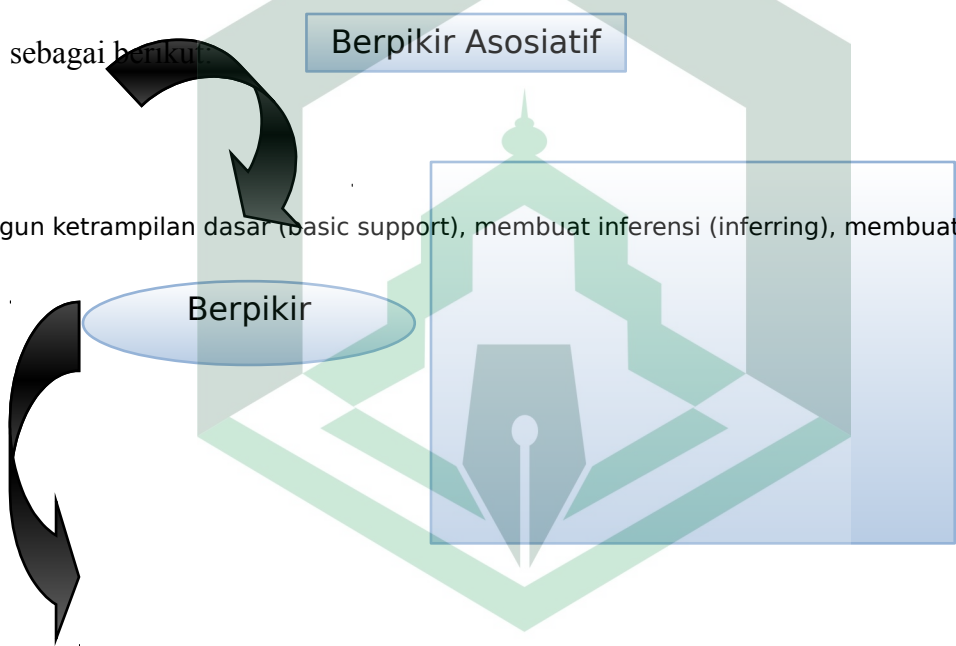 Berpikir Asosiatif
sebagai berikut:
gun ketrampilan dasar (basic support), membuat inferensi (inferring), membuat
Berpikir